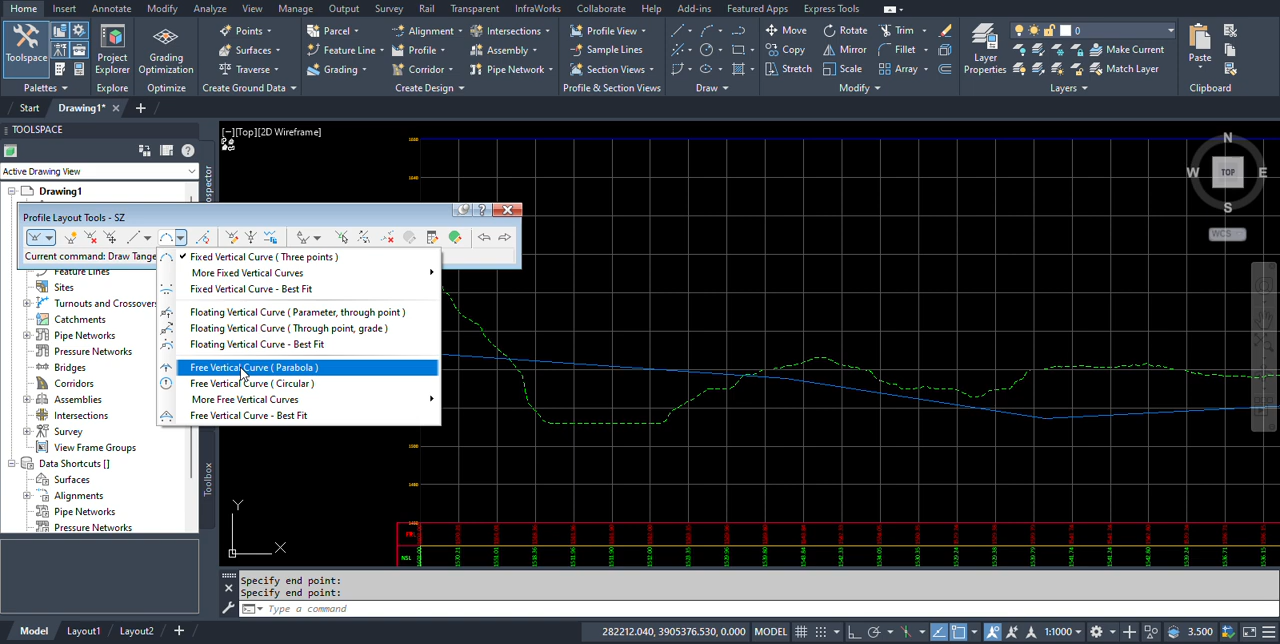 Home Insert Annotate Modify Analyze View Manage Output Survey Rail Transparent InfraWorks Collaborate Help Add-ins Featured Apps Express Tools
Toolspace
Project Explorer
Grading Optimization
Points
Surfaces
Traverse
Parcel
Feature Line
Grading
Alignment
Profile
Corridor
Intersections
Assembly
Pipe Network
Profile View
Sample Lines
Section Views
Move
Copy
Stretch
Rotate
Mirror
Scale
Trim
Fillet
Array
Layer Properties
0
Make Current
Match Layer
Paste
Palettes Explore Optimize Create Ground Data Create Design Profile & Section Views Draw Modify Layers Clipboard
Start Drawing1*
TOOLSPACE
[−][Top][2D Wireframe]
Active Drawing View
Drawing1
Profile Layout Tools - SZ
Current command: Draw Tange
Fixed Vertical Curve ( Three points )
More Fixed Vertical Curves
Fixed Vertical Curve - Best Fit
Floating Vertical Curve ( Parameter, through point )
Floating Vertical Curve ( Through point, grade )
Floating Vertical Curve - Best Fit
Free Vertical Curve ( Parabola )
Free Vertical Curve ( Circular )
More Free Vertical Curves
Free Vertical Curve - Best Fit
Feature Lines
Sites
Turnouts and Crossovers
Catchments
Pipe Networks
Pressure Networks
Bridges
Corridors
Assemblies
Intersections
Survey
View Frame Groups
Data Shortcuts []
Surfaces
Alignments
Pipe Networks
Pressure Networks
Toolbox
N
W TOP E
S
WCS
Y
X
NSL
Specify end point:
Specify end point:
Type a command
Model Layout1 Layout2
282212.040, 3905376.530, 0.000 MODEL 1:1000 3.500